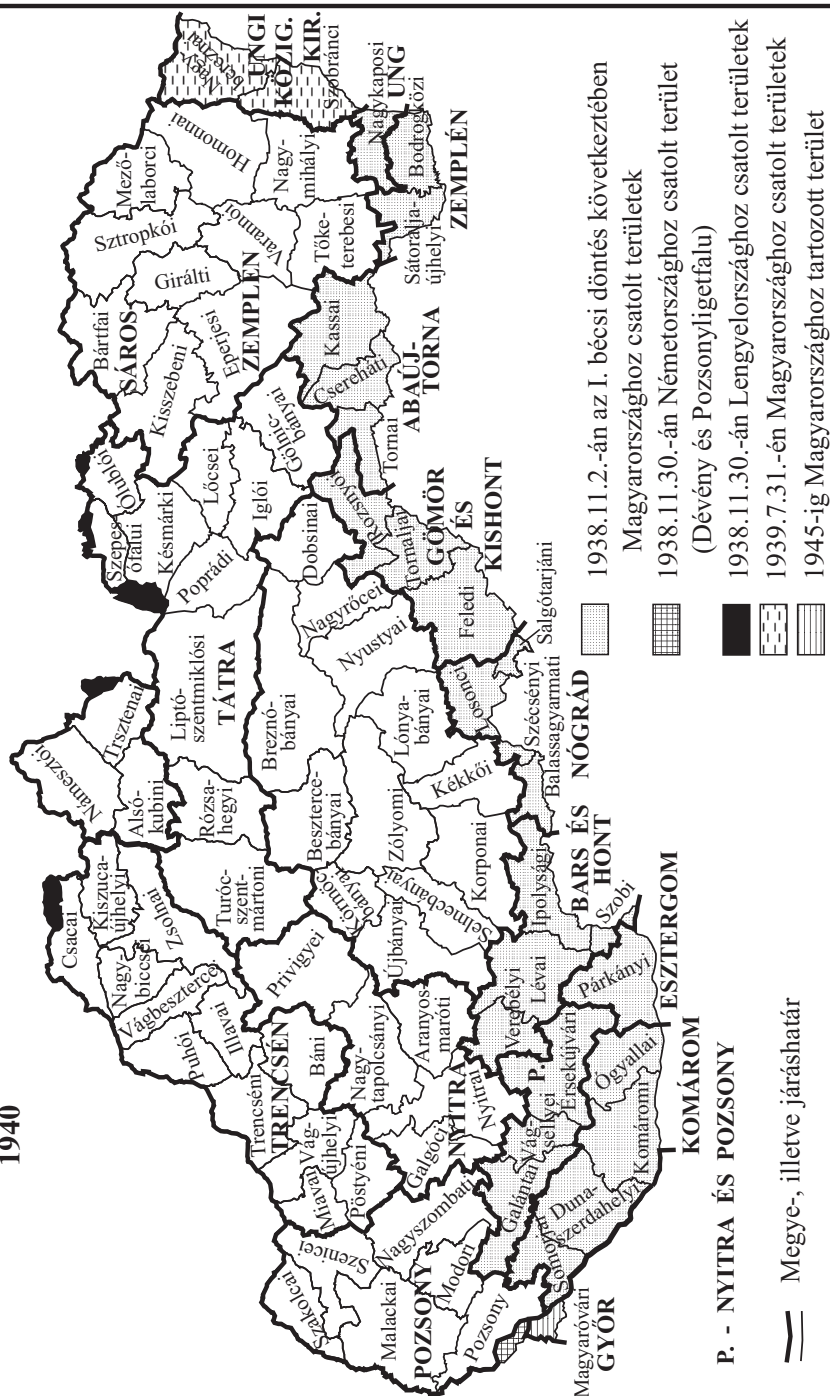 1940
Námesztói
Trsztenai
Alsó-
kubini
Csacai
Kiszuca-
újhelyi
Nagy-
biccsei
Zsolnai
Vágbesztercei
Puhói
Illavai
Trencséni
TRENCSÉN
Báni
Privigyei
Turóc-
szent-
mártoni
Rózsa-
hegyi
Liptó-
szentmiklósi
TÁTRA
Poprádi
Szepes-
ófalui
Ólublói
Késmárki
Lőcsei
Iglói
Gölnic-
bányai
Bártfai
SÁROS-
Kisszebeni
Eperjesi
ZEMPLÉN
Girálti
Sztropkói
Mező-
laborci
Homonnai
Varannói
Nagy-
mihályi
Tőke-
terebesi
Nagy-
bereznai
UNGI
KÖZIG.
KIR.
Szobránci
Nagykaposi
UNG
Bodrogközi
Sátoralja-
újhelyi
ZEMPLÉN
Kassai
Csereháti
ABAÚJ-
TORNA
Tornai
Rozsnyói
Tornaljai
GÖMÖR
ÉS
KISHONT
Feledi
Dobsinai
Nagyrőcei
Nyustyai
Breznó-
bányai
Besztercebányai
Zólyomi
Lónya-
bányai
Kékkői
Korponai
Selmecbányai
Körmöc-
bányai
Újbányai
Aranyos-
maróti
Nagy-
tapolcsányi
Miavai
Vág-
újhelyi
Pöstyéni
Galgóci
NYITRA
Nyitrai
Szakolcai
Szenicei
Malackai
POZSONY
Nagyszombati
Modori
Pozsony
Magyaróvári
GYŐR
Somorjai
Duna-
szerdahelyi
Galántai
Vág-
sellyei
P.
Érsekújvári
Komáromi
Ógyallai
KOMÁROM
Verebélyi
Lévai
Párkányi
ESZTERGOM
Szobi
Ipolysági
BARS ÉS
HONT
Balassagyarmati
NÓGRÁD
Szécsényi
Losonci
Salgótarjáni
P. - NYITRA ÉS POZSONY
Megye-, illetve járáshatár
1938.11.2.-án az I. bécsi döntés következtében
Magyarországhoz csatolt területek
1938.11.30.-án Németországhoz csatolt terület
(Dévény és Pozsonyligetfalu)
1938.11.30.-án Lengyelországhoz csatolt területek
1939.7.31.-én Magyarországhoz csatolt területek
1945-ig Magyarországhoz tartozott terület